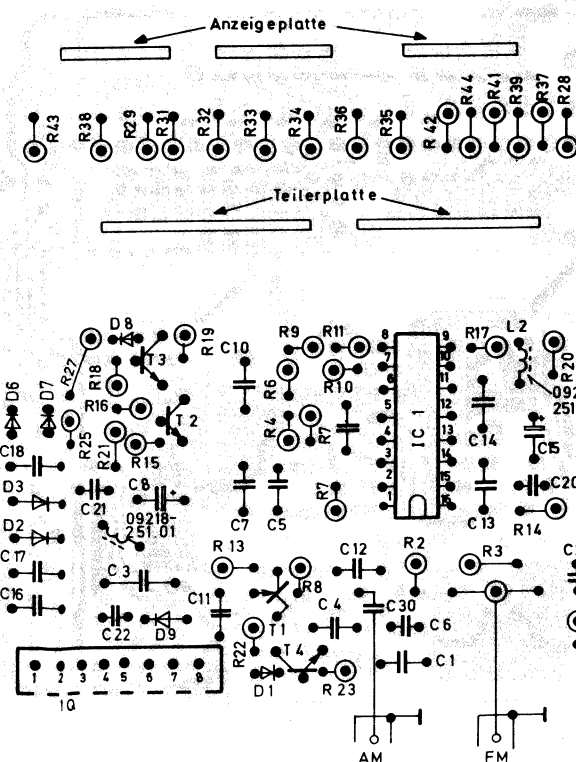 Anzeigeplatte
R43 R38 R29 R31 R32 R33 R34 R36 R35 R42 R44 R41 R39 R37 R28
Teilerplatte
D8 T3 R19 C10 R9 R11 8 9 R17 L2
R27 R18 7 10 R20
D6 D7 R16 T2 R6 R10 6 11 092
251
R25 R21 R15 R4 R7 5 12 C14 C15
C18 4 IC1 13
D3 C21 C8 + C7 C5 R7 3 14 C13 C20
D2 09218-
251.01
2 15 R14
1 16
C17 C3 R13 C12 R2 R3
C16 C22 D9 C11 R8 C4 C30 C6
T1
R22 T4 C1
D1 R23
1 2 3 4 5 6 7 8
1Q
AM FM